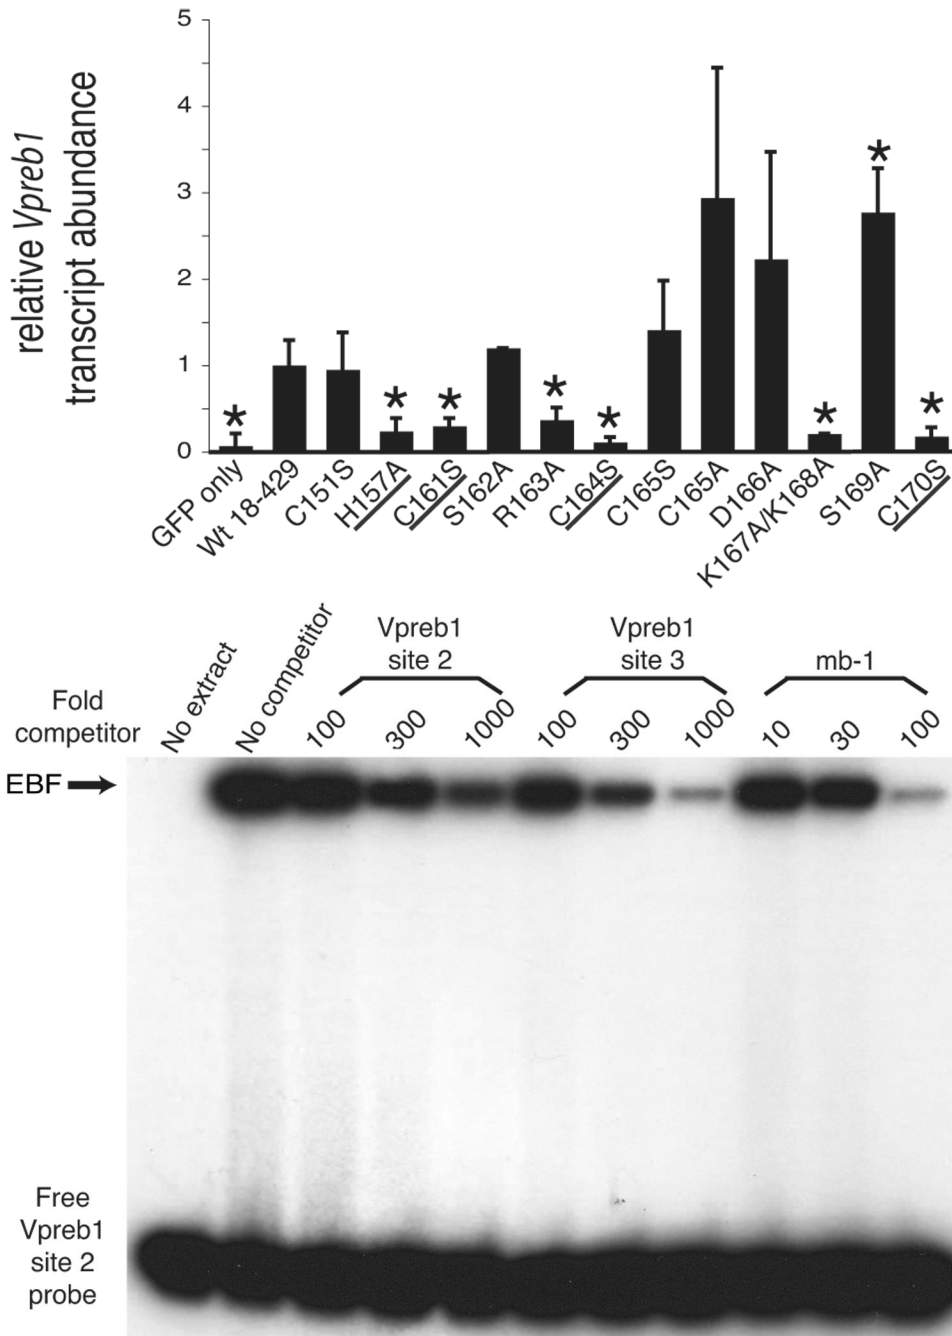 relative Vpreb1
transcript abundance
5
4
3
2
1
0
*
*
*
*
*
*
*
*
GFP only
Wt 18-429
C151S
H157A
C161S
S162A
R163A
C164S
C165S
C165A
D166A
K167A/K168A
S169A
C170S
Vpreb1
site 2
Vpreb1
site 3
mb-1
Fold
competitor
No extract
No competitor
100
300
1000
100
300
1000
10
30
100
EBF
Free
Vpreb1
site 2
probe